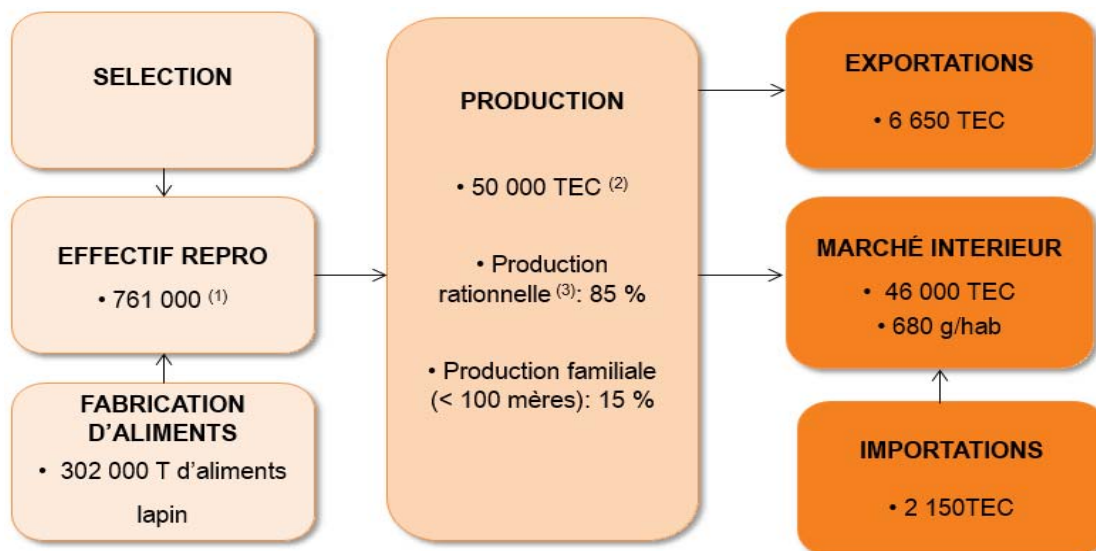 SELECTION
EFFECTIF REPRO
• 761 000 (1)
FABRICATION
D'ALIMENTS
• 302 000 T d'aliments
lapin
PRODUCTION
• 50 000 TEC (2)
• Production
rationnelle (3): 85 %
• Production familiale
(< 100 mères): 15 %
EXPORTATIONS
• 6 650 TEC
MARCHÉ INTERIEUR
• 46 000 TEC
• 680 g/hab
IMPORTATIONS
• 2 150TEC